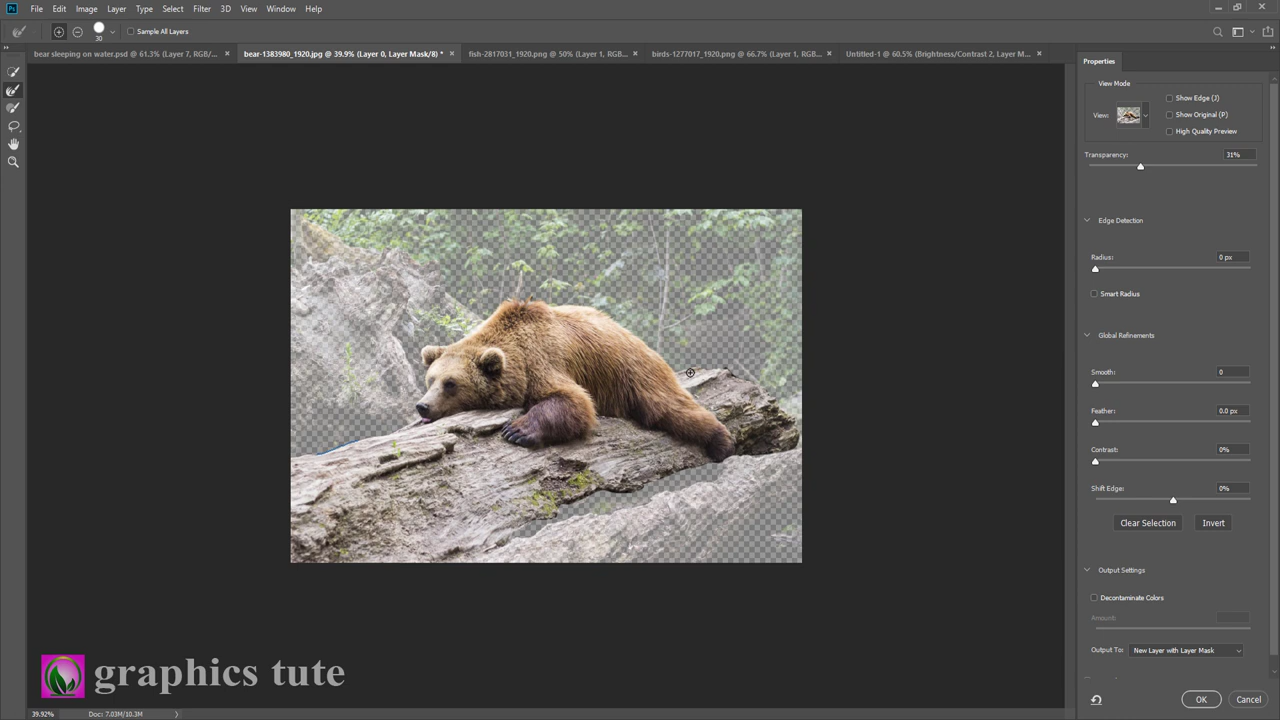 Ps File Edit Image Layer Type Select Filter 3D View Window Help
30 Sample All Layers
bear sleeping on water.psd @ 61.3% (Layer 7, RGB/... × bear-1383980_1920.jpg @ 39.9% (Layer 0, Layer Mask/8) * × fish-2817031_1920.png @ 50% (Layer 1, RGB... × birds-1277017_1920.png @ 66.7% (Layer 1, RGB... × Untitled-1 @ 60.5% (Brightness/Contrast 2, Layer M... ×
Properties
View Mode
View:
Show Edge (J)
Show Original (P)
High Quality Preview
Transparency: 31%
Edge Detection
Radius: 0 px
Smart Radius
Global Refinements
Smooth: 0
Feather: 0.0 px
Contrast: 0%
Shift Edge: 0%
Clear Selection Invert
Output Settings
Decontaminate Colors
Amount:
Output To: New Layer with Layer Mask
OK Cancel
graphics tute
39.92% Doc: 7.03M/10.3M